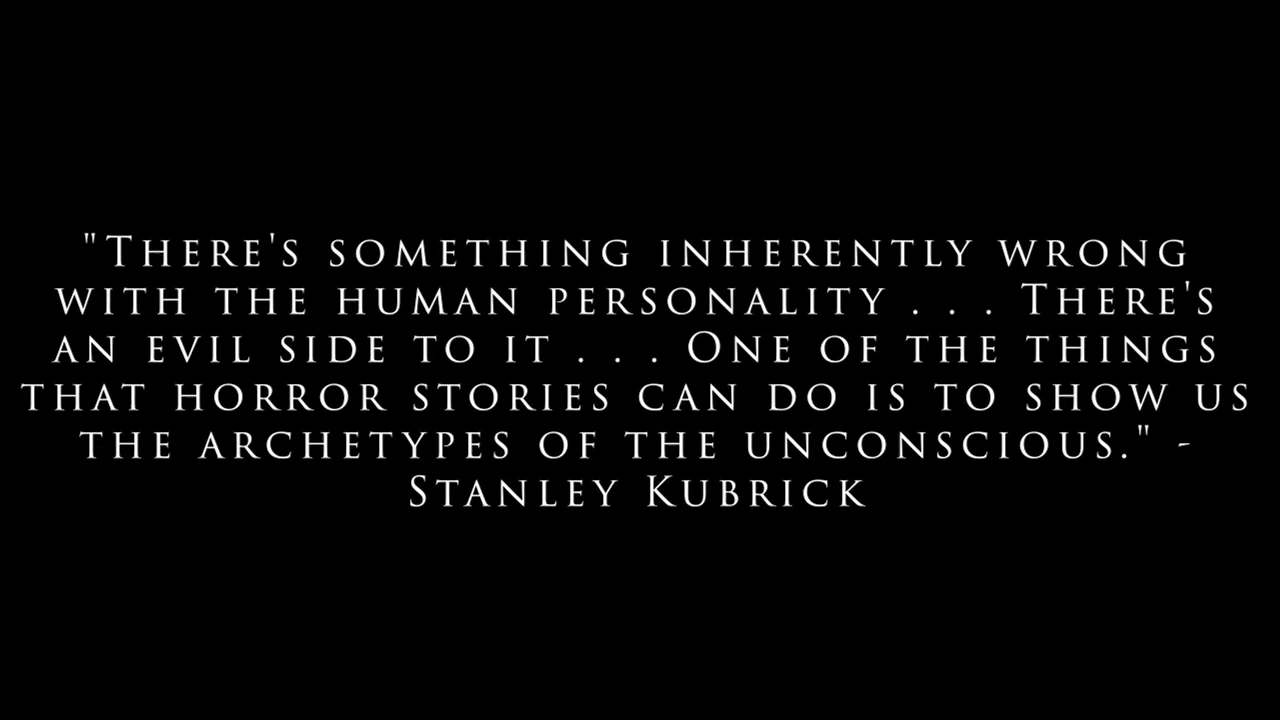 "There's something inherently wrong
with the human personality . . . There's
an evil side to it . . . One of the things
that horror stories can do is to show us
the archetypes of the unconscious." -
Stanley Kubrick